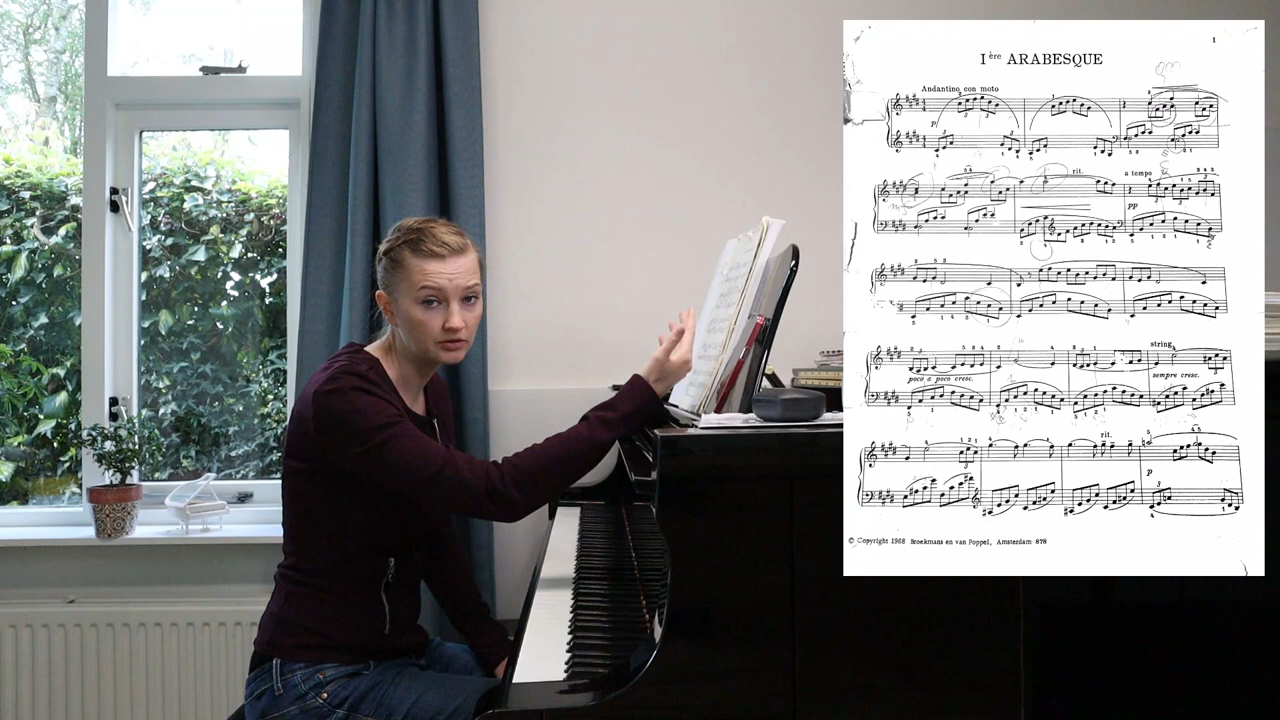 1
Ière ARABESQUE
Andantino con moto
p
rit.
a tempo
pp
string.
poco a poco cresc.
sempre cresc.
rit.
p
© Copyright 1968 Broekmans en van Poppel, Amsterdam 878